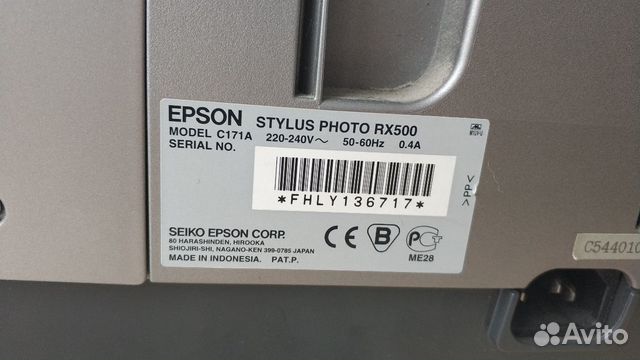 EPSON STYLUS PHOTO RX500
MODEL C171A 220-240V~ 50-60Hz 0.4A
SERIAL NO.
*FHLY136717*
>PP<
SEIKO EPSON CORP.
80 HARASHINDEN, HIROOKA
SHIOJIRI-SHI, NAGANO-KEN 399-0785 JAPAN
MADE IN INDONESIA. PAT.P.
CE B PG
ME28
C544010
Avito